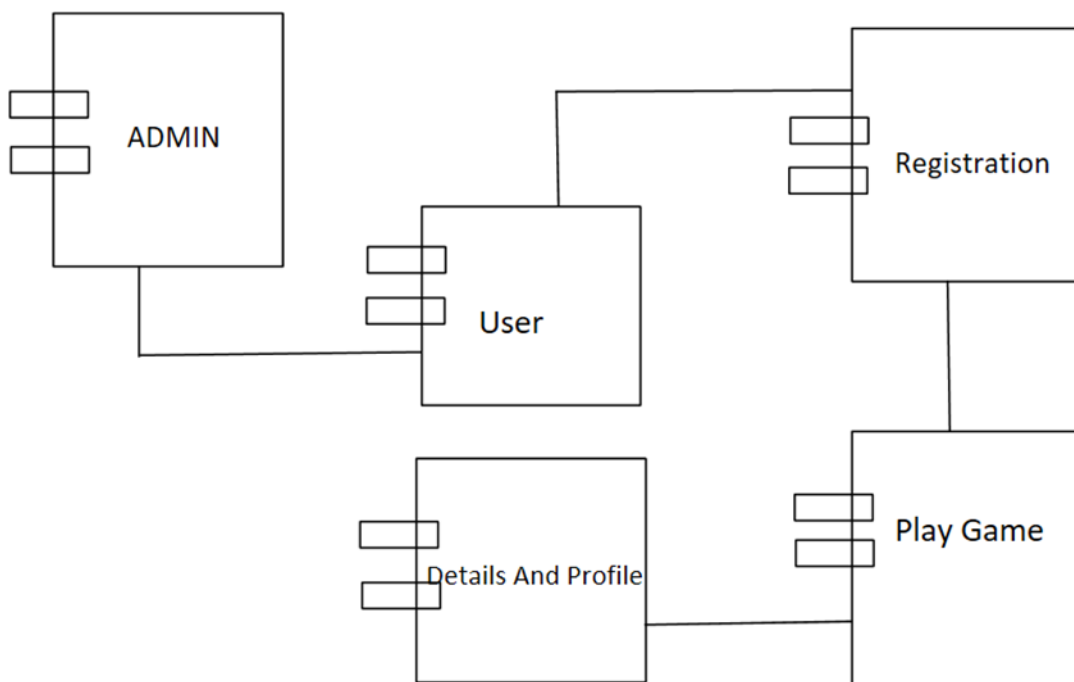 ADMIN
Registration
User
Play Game
Details And Profile